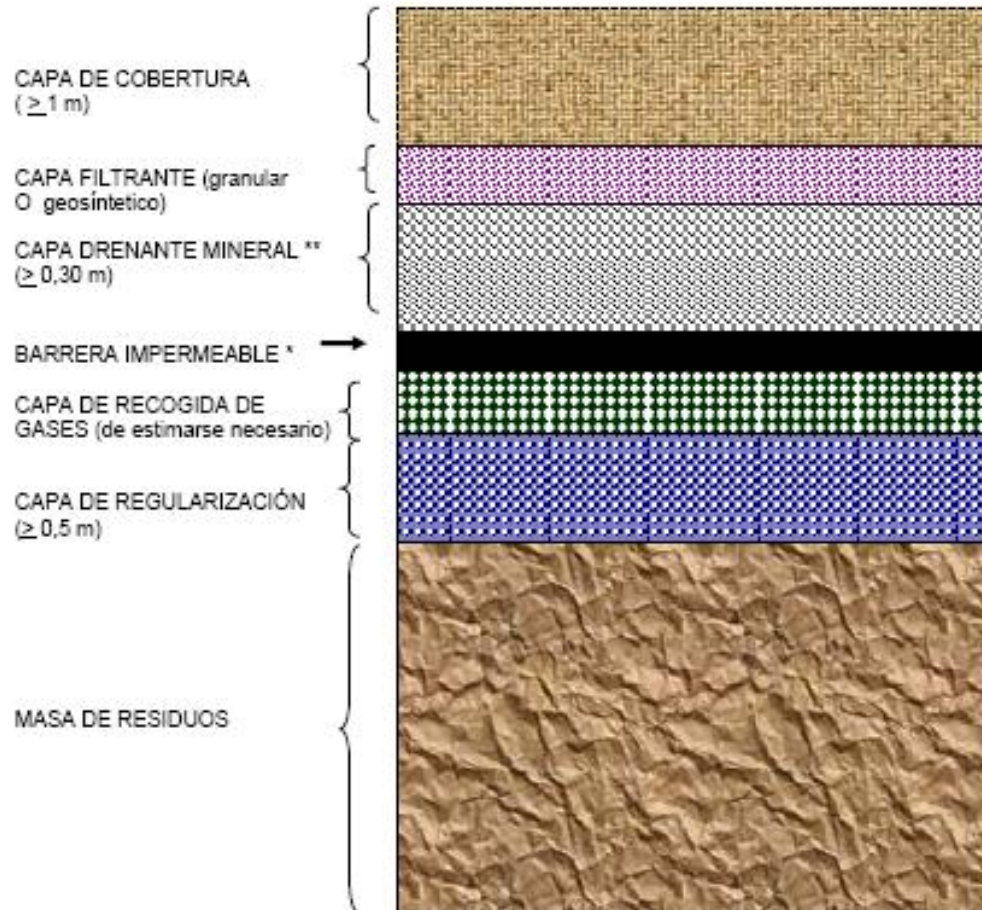 CAPA DE COBERTURA
( ≥ 1 m)
CAPA FILTRANTE (granular
O geosíntetico)
CAPA DRENANTE MINERAL **
(≥ 0,30 m)
BARRERA IMPERMEABLE *
CAPA DE RECOGIDA DE
GASES (de estimarse necesario)
CAPA DE REGULARIZACIÓN
(≥ 0,5 m)
MASA DE RESIDUOS